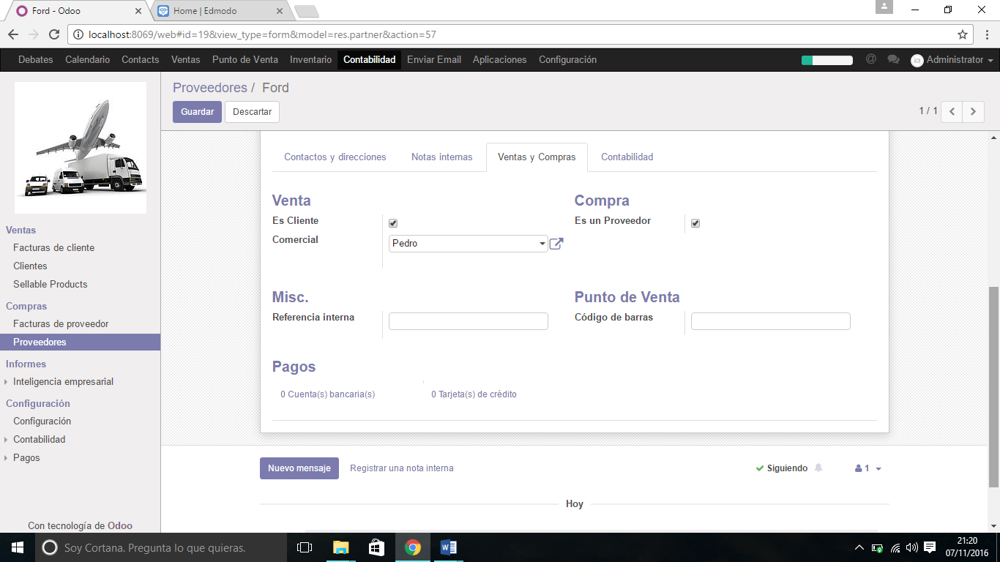 Ford - Odoo
Home | Edmodo
localhost:8069/web#id=19&view_type=form&model=res.partner&action=57
Debates Calendario Contacts Ventas Punto de Venta Inventario Contabilidad Enviar Email Aplicaciones Configuración @ Administrator
Proveedores / Ford
Guardar Descartar
1 / 1
Ventas
Facturas de cliente
Clientes
Sellable Products
Compras
Facturas de proveedor
Proveedores
Informes
Inteligencia empresarial
Configuración
Configuración
Contabilidad
Pagos
Con tecnología de Odoo
Contactos y direcciones Notas internas Ventas y Compras Contabilidad
Venta
Es Cliente
Comercial Pedro
Compra
Es un Proveedor
Misc.
Referencia interna
Punto de Venta
Código de barras
Pagos
0 Cuenta(s) bancaria(s) 0 Tarjeta(s) de crédito
Nuevo mensaje Registrar una nota interna Siguiendo 1
Hoy
Soy Cortana. Pregunta lo que quieras.
21:20
07/11/2016